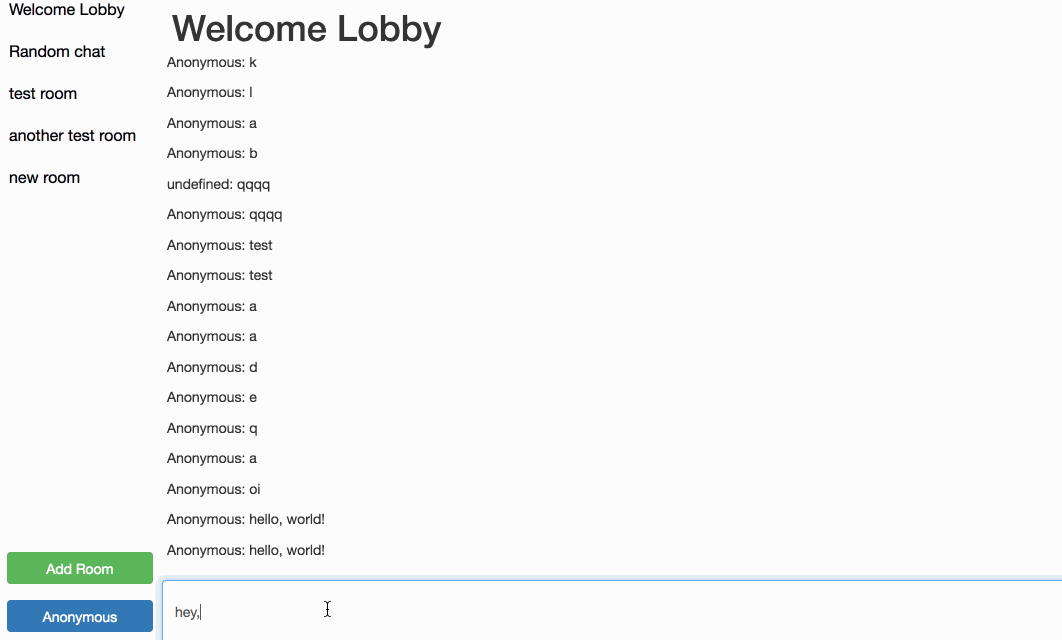 Welcome Lobby
Random chat
test room
another test room
new room
Add Room
Anonymous
Welcome Lobby
Anonymous: k
Anonymous: l
Anonymous: a
Anonymous: b
undefined: qqqq
Anonymous: qqqq
Anonymous: test
Anonymous: test
Anonymous: a
Anonymous: a
Anonymous: d
Anonymous: e
Anonymous: q
Anonymous: a
Anonymous: oi
Anonymous: hello, world!
Anonymous: hello, world!
hey,